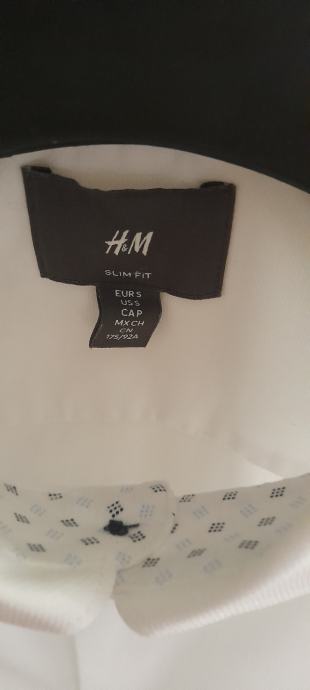 H&M
SLIM FIT
EUR S
US S
CA P
MX CH
CN
175/92A